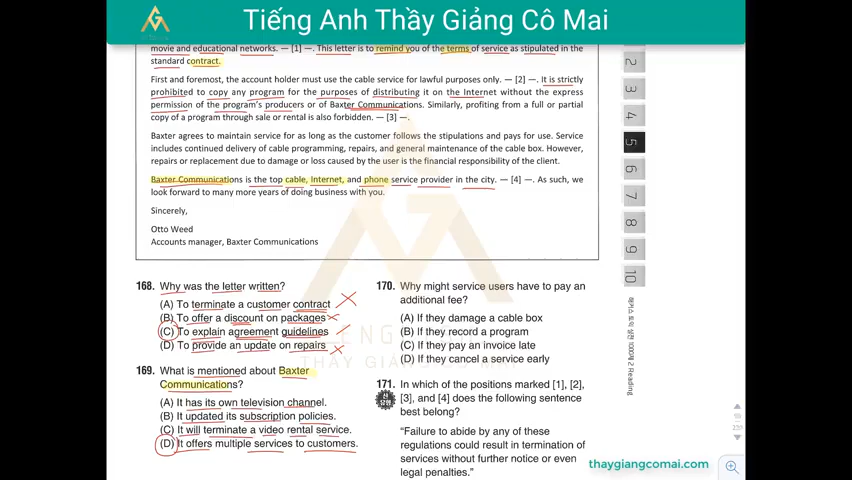 Tiếng Anh Thầy Giảng Cô Mai
movie and educational networks. — [1] —. This letter is to remind you of the terms of service as stipulated in the
standard contract.
First and foremost, the account holder must use the cable service for lawful purposes only. — [2] —. It is strictly
prohibited to copy any program for the purposes of distributing it on the Internet without the express
permission of the program's producers or of Baxter Communications. Similarly, profiting from a full or partial
copy of a program through sale or rental is also forbidden. — [3] —.
Baxter agrees to maintain service for as long as the customer follows the stipulations and pays for use. Service
includes continued delivery of cable programming, repairs, and general maintenance of the cable box. However,
repairs or replacement due to damage or loss caused by the user is the financial responsibility of the client.
Baxter Communications is the top cable, Internet, and phone service provider in the city. — [4] —. As such, we
look forward to many more years of doing business with you.
Sincerely,
Otto Weed
Accounts manager, Baxter Communications
168. Why was the letter written?
(A) To terminate a customer contract
(B) To offer a discount on packages
(C) To explain agreement guidelines
(D) To provide an update on repairs
169. What is mentioned about Baxter
Communications?
(A) It has its own television channel.
(B) It updated its subscription policies.
(C) It will terminate a video rental service.
(D) It offers multiple services to customers.
170. Why might service users have to pay an
additional fee?
(A) If they damage a cable box
(B) If they record a program
(C) If they pay an invoice late
(D) If they cancel a service early
171. In which of the positions marked [1], [2],
[3], and [4] does the following sentence
best belong?
"Failure to abide by any of these
regulations could result in termination of
services without further notice or even
legal penalties."
2
3
4
5
6
7
8
9
10
해커스 토익 실전 1000제 2 Reading
thaygiangcomai.com